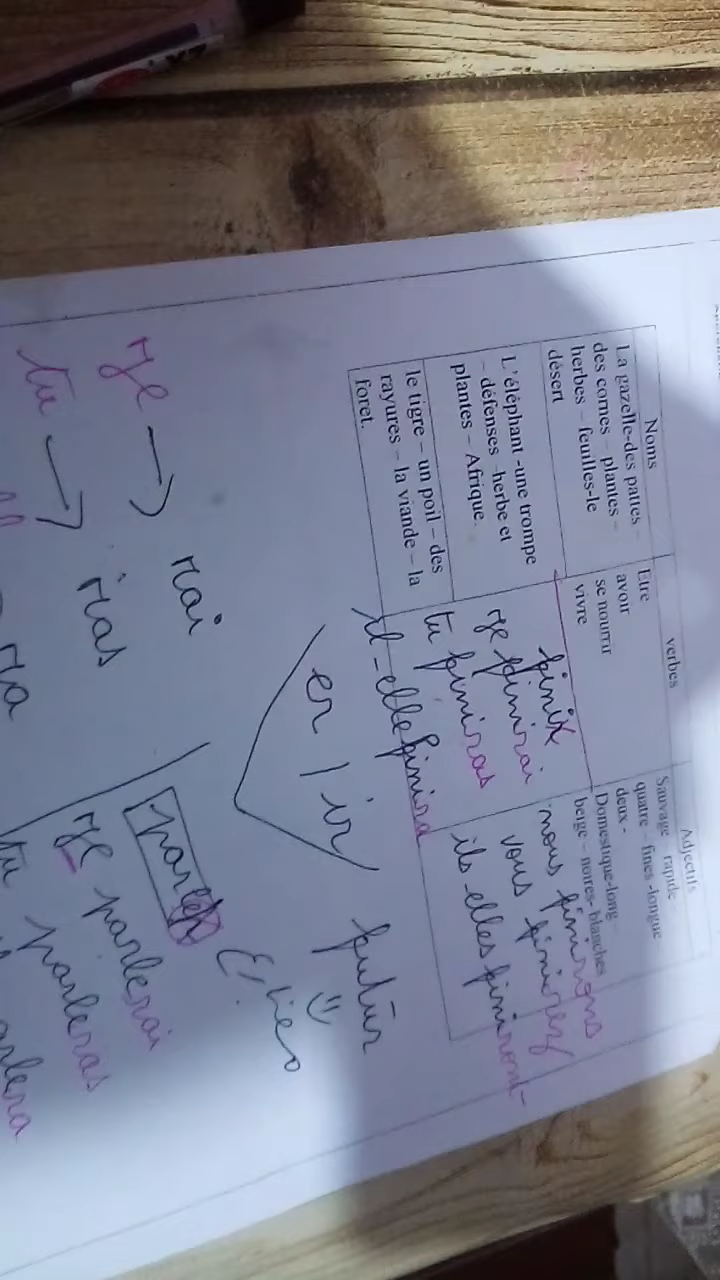 Noms
verbes
Adjectifs
La gazelle-des pattes –
des cornes – plantes –
herbes – feuilles-le
désert
Etre
avoir
se nourrir
vivre
Sauvage – rapide –
quatre – fines -longue
deux -
Domestique-long
beige – noires- blanches
L'éléphant -une trompe
– défenses -herbe et
plantes – Afrique.
le tigre – un poil – des
rayures – la viande – la
foret.
finir
je finirai
tu finiras
il-elle finira
nous finirons
vous finirez
ils elles finiront
er / ir
futur
je → rai
tu → ras
ra
parler
je parlerai
tu parleras